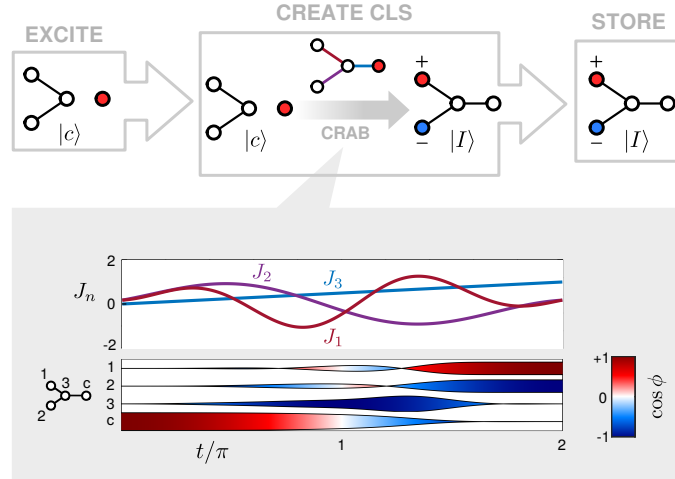 EXCITE
CREATE CLS
STORE
|c⟩
|c⟩
CRAB
+
−
|I⟩
+
−
|I⟩
2
0
-2
J_n
J_2
J_3
J_1
1
2
3
c
1
2
3
c
t/π
1
2
+1
0
-1
cos ϕ